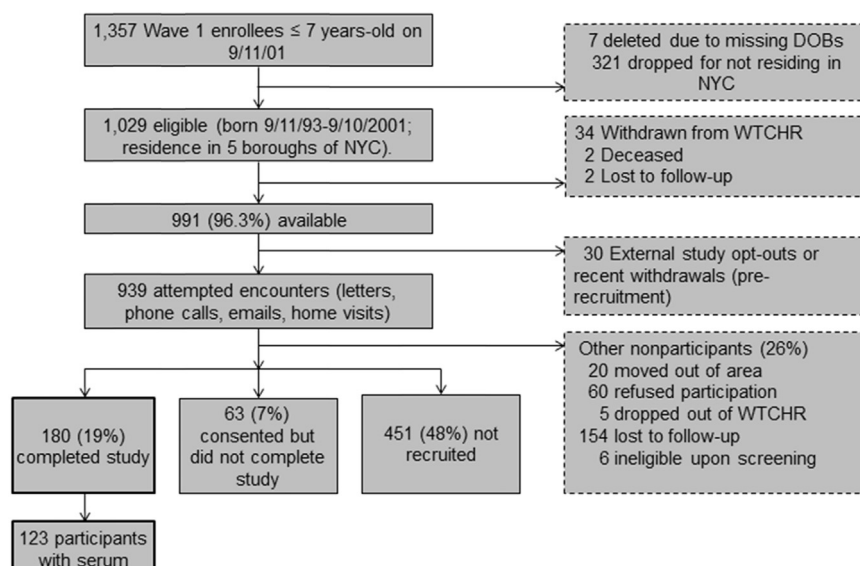 1,357 Wave 1 enrollees ≤ 7 years-old on
9/11/01
7 deleted due to missing DOBs
321 dropped for not residing in
NYC
1,029 eligible (born 9/11/93-9/10/2001;
residence in 5 boroughs of NYC).
34 Withdrawn from WTCHR
2 Deceased
2 Lost to follow-up
991 (96.3%) available
30 External study opt-outs or
recent withdrawals (pre-
recruitment)
939 attempted encounters (letters,
phone calls, emails, home visits)
Other nonparticipants (26%)
20 moved out of area
60 refused participation
5 dropped out of WTCHR
154 lost to follow-up
6 ineligible upon screening
180 (19%)
completed study
63 (7%)
consented but
did not complete
study
451 (48%) not
recruited
123 participants
with serum